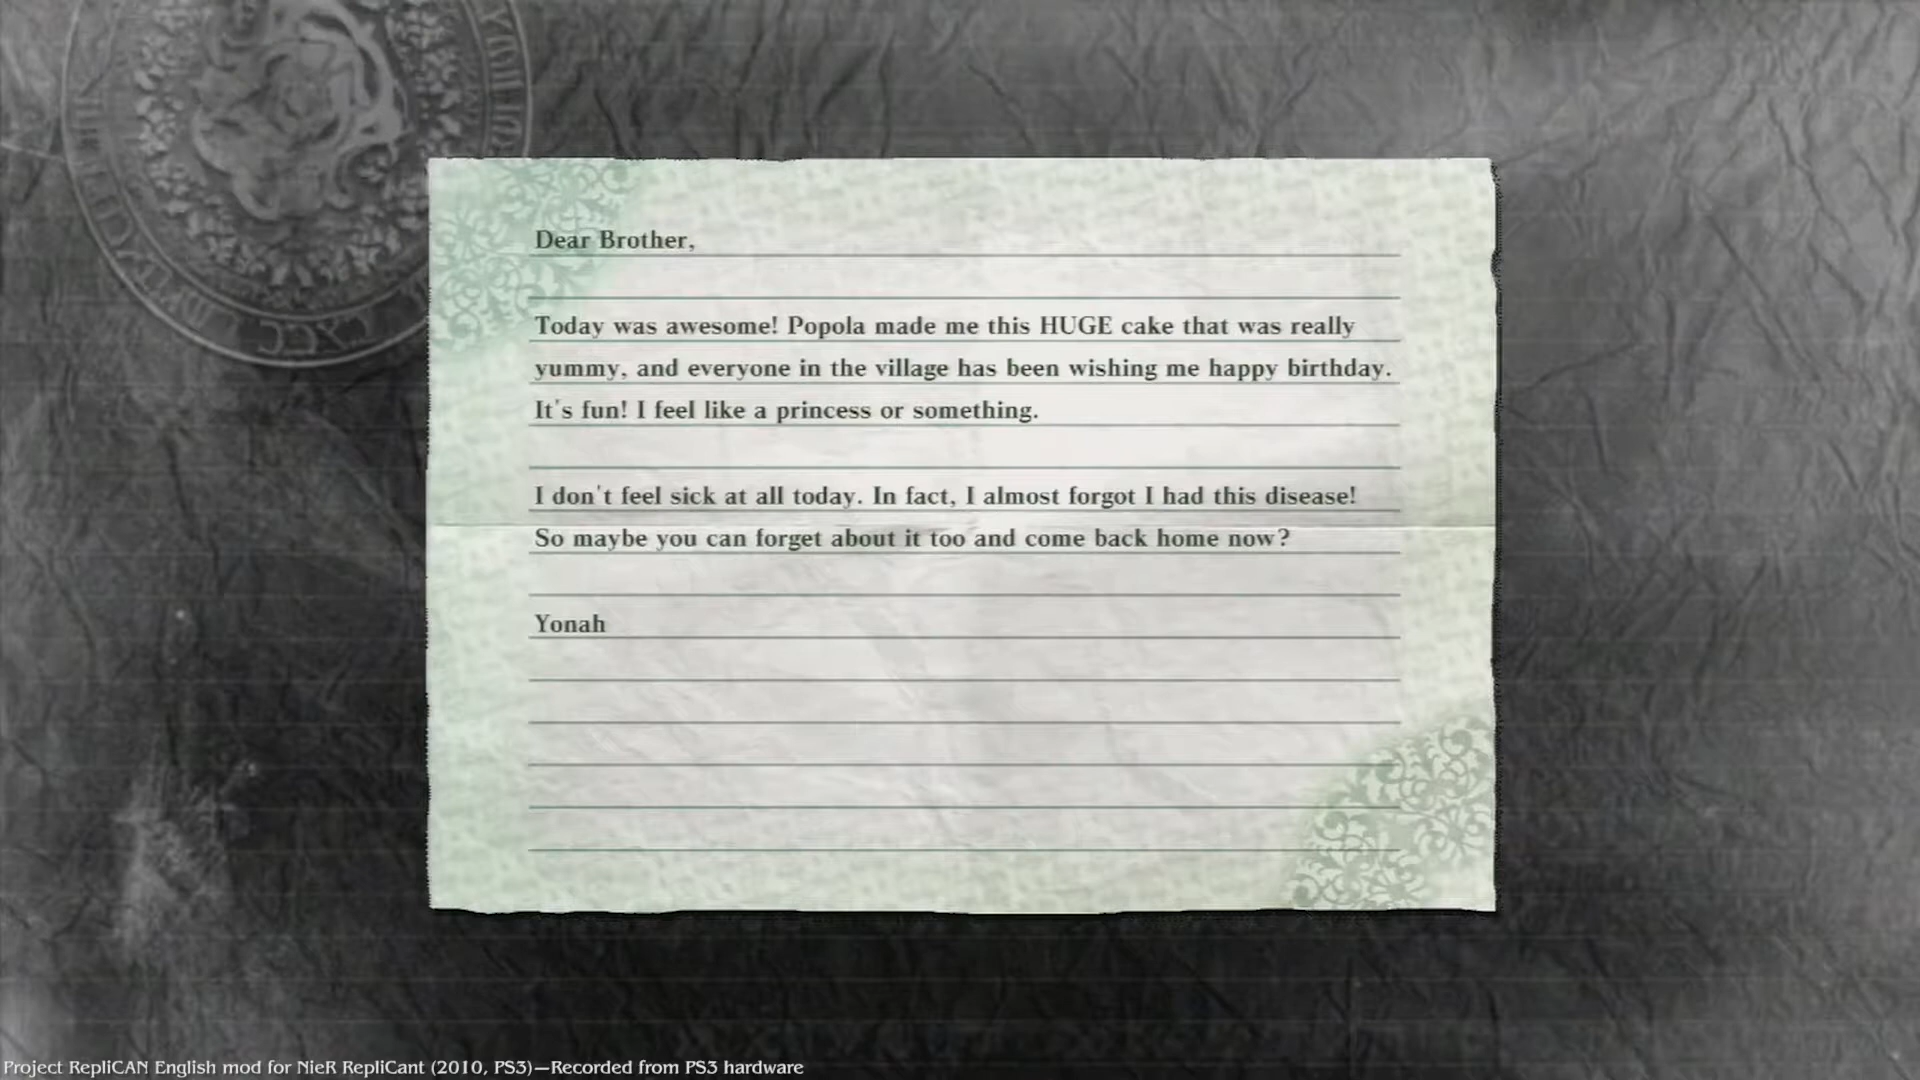 Dear Brother,
Today was awesome! Popola made me this HUGE cake that was really
yummy, and everyone in the village has been wishing me happy birthday.
It's fun! I feel like a princess or something.
I don't feel sick at all today. In fact, I almost forgot I had this disease!
So maybe you can forget about it too and come back home now?
Yonah
Project RepliCAN English mod for NieR RepliCant (2010, PS3)—Recorded from PS3 hardware